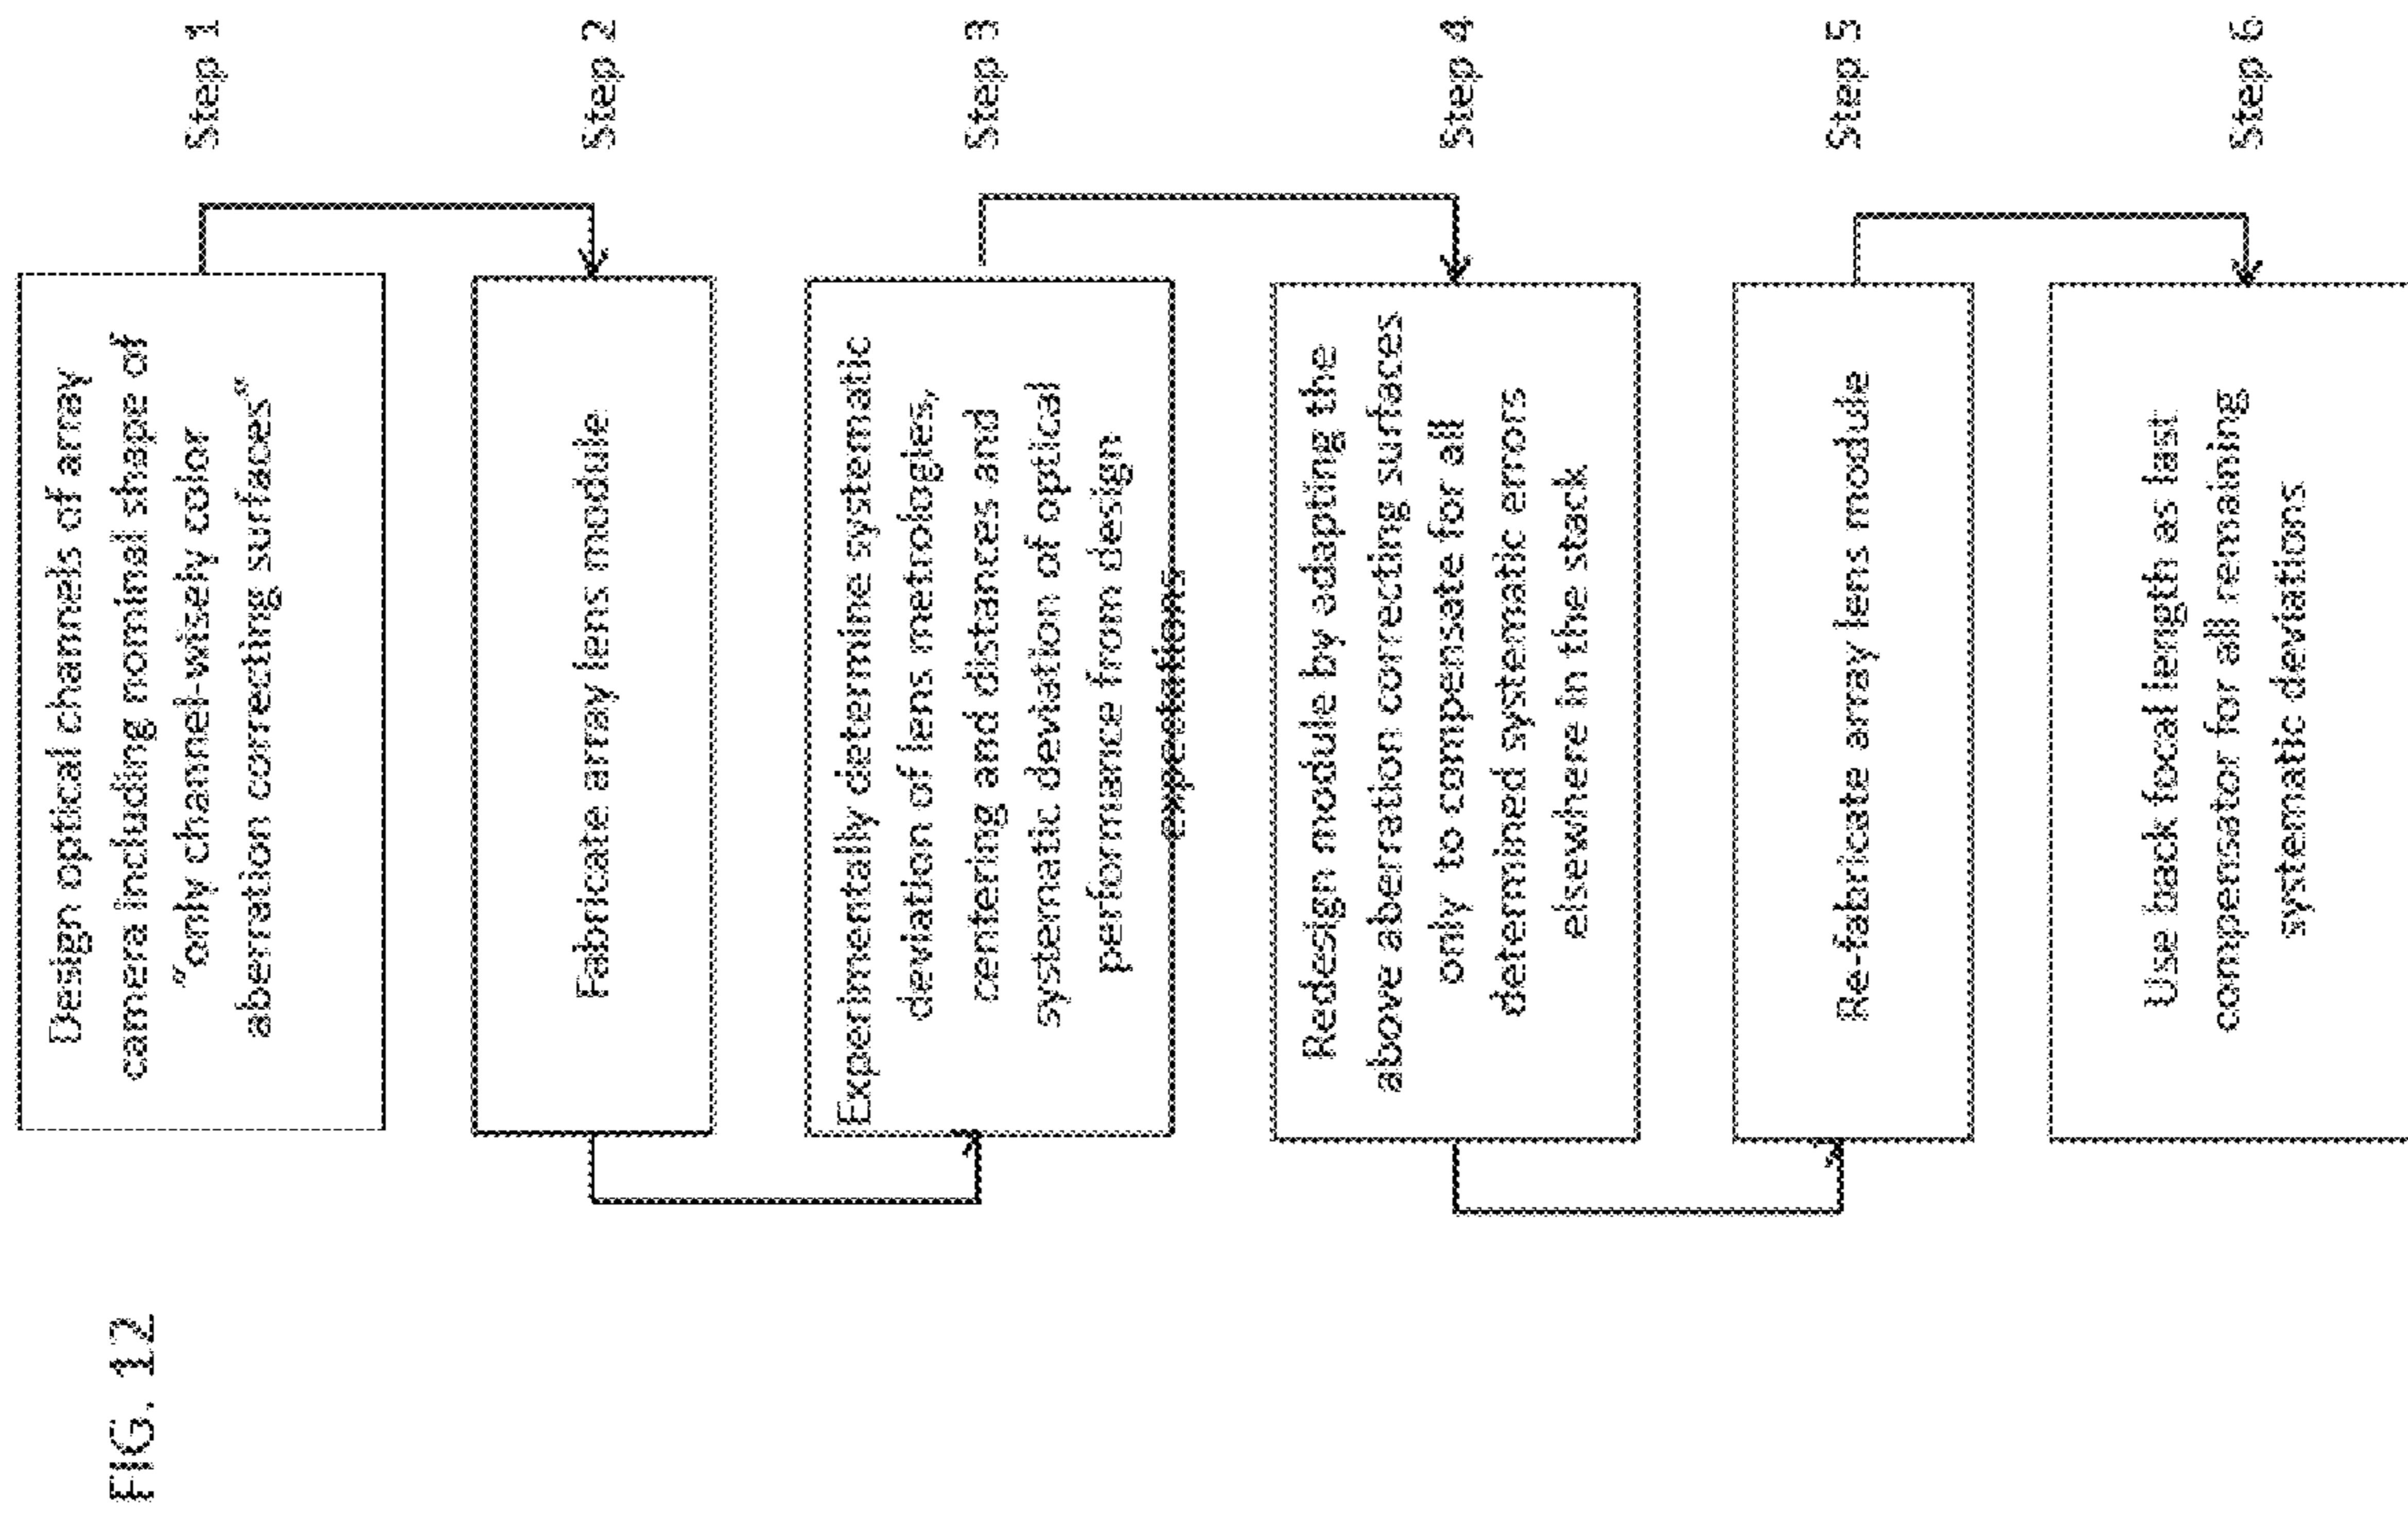 FIG. 12
Design optical channels of array
camera including nominal shape of
"only channel-wisely color
aberration correcting surfaces"
Step 1
Fabricate array lens module
Step 2
Experimentally determine systematic
deviation of lens metrologies,
centering and distances and
systematic deviation of optical
performance from design
expectations
Step 3
Redesign module by adapting the
above aberration correcting surfaces
only to compensate for all
determined systematic errors
elsewhere in the stack
Step 4
Re-fabricate array lens module
Step 5
Use back focal length as last
compensator for all remaining
systematic deviations
Step 6